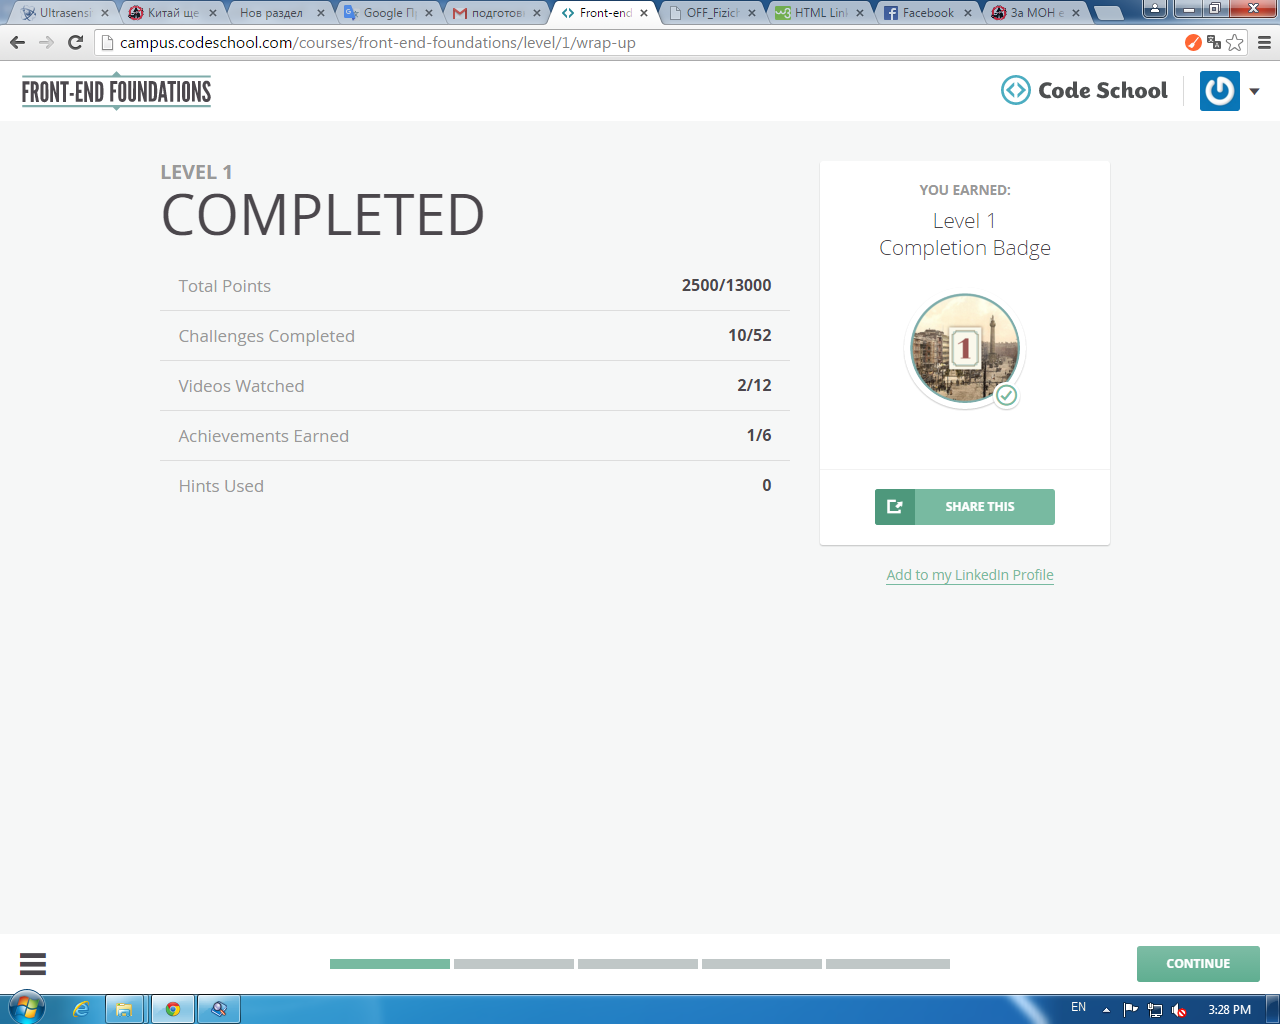 Ultrasensi
Китай ще
Нов раздел
Google П
подготов
Front-end
OFF_Fizich
HTML Link
Facebook
За МОН е
campus.codeschool.com/courses/front-end-foundations/level/1/wrap-up
FRONT-END FOUNDATIONS
Code School
LEVEL 1
COMPLETED
Total Points 2500/13000
Challenges Completed 10/52
Videos Watched 2/12
Achievements Earned 1/6
Hints Used 0
YOU EARNED:
Level 1
Completion Badge
1
SHARE THIS
Add to my LinkedIn Profile
CONTINUE
EN
3:28 PM